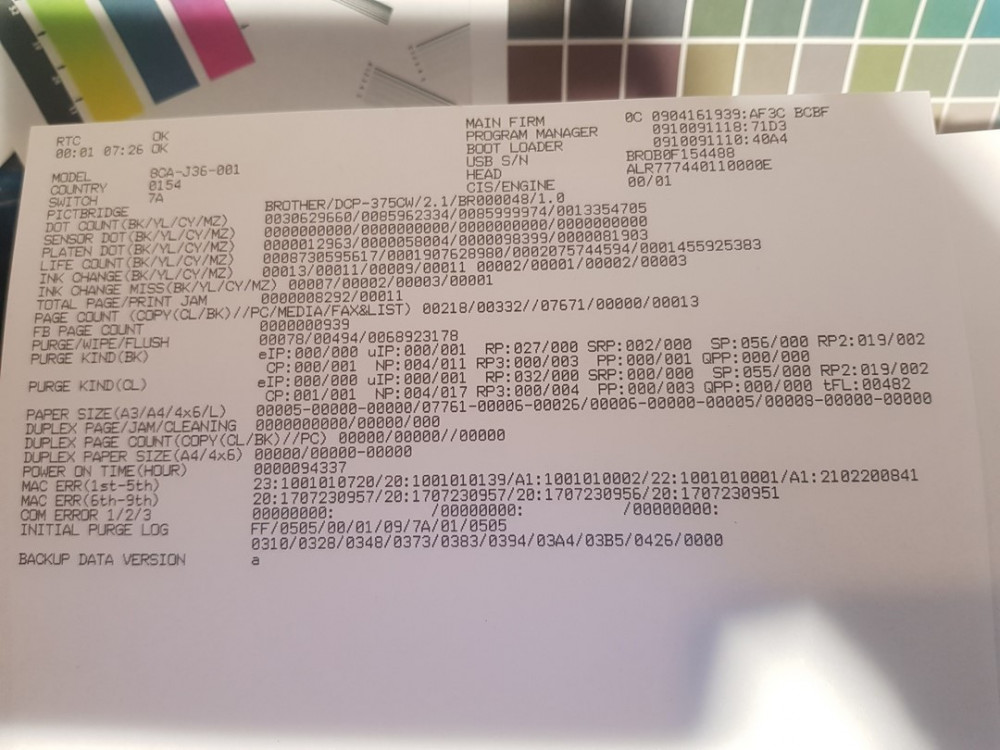 RTC OK
00:01 07:26 OK
MAIN FIRM 0C 0904161939:AF3C BCBF
PROGRAM MANAGER 0910091118:71D3
BOOT LOADER 0910091110:40A4
USB S/N BROB0F154488
HEAD ALR777440110000E
CIS/ENGINE 00/01
MODEL 8CA-J36-001
COUNTRY 0154
SWITCH 7A
PICTBRIDGE BROTHER/DCP-375CW/2.1/BR000048/1.0
DOT COUNT(BK/YL/CY/MZ) 0030629660/0085962334/0085999974/0013354705
SENSOR DOT(BK/YL/CY/MZ) 0000000000/0000000000/0000000000/0000000000
PLATEN DOT(BK/YL/CY/MZ) 0000012963/0000058004/0000098399/0000081903
LIFE COUNT(BK/YL/CY/MZ) 0008730595617/0001907628980/0002075744594/0001455925383
INK CHANGE(BK/YL/CY/MZ) 00013/00011/00009/00011 00002/00001/00002/00003
INK CHANGE MISS(BK/YL/CY/MZ) 00007/00002/00003/00001
TOTAL PAGE/PRINT JAM 0000008292/00011
PAGE COUNT (COPY(CL/BK)//PC/MEDIA/FAX&LIST) 00218/00332//07671/00000/00013
FB PAGE COUNT 0000000939
PURGE/WIPE/FLUSH 00078/00494/0068923178
PURGE KIND(BK) eIP:000/000 uIP:000/001 RP:027/000 SRP:002/000 SP:056/000 RP2:019/002
CP:000/001 NP:004/011 RP3:000/003 PP:000/001 QPP:000/000
PURGE KIND(CL) eIP:000/000 uIP:000/001 RP:032/000 SRP:000/000 SP:055/000 RP2:019/002
CP:001/001 NP:004/017 RP3:000/004 PP:000/003 QPP:000/000 tFL:00482
PAPER SIZE(A3/A4/4x6/L) 00005-00000-00000/07761-00006-00026/00006-00000-00005/00008-00000-00000
DUPLEX PAGE/JAM/CLEANING 0000000000/00000/000
DUPLEX PAGE COUNT(COPY(CL/BK)//PC) 00000/00000//00000
DUPLEX PAPER SIZE(A4/4x6) 00000/00000-00000
POWER ON TIME(HOUR) 0000094337
MAC ERR(1st-5th) 23:1001010720/20:1001010139/A1:1001010002/22:1001010001/A1:2102200841
MAC ERR(6th-9th) 20:1707230957/20:1707230957/20:1707230956/20:1707230951
COM ERROR 1/2/3 00000000: /00000000: /00000000:
INITIAL PURGE LOG FF/0505/00/01/09/7A/01/0505
0310/0328/0348/0373/0383/0394/03A4/03B5/0426/0000
BACKUP DATA VERSION a